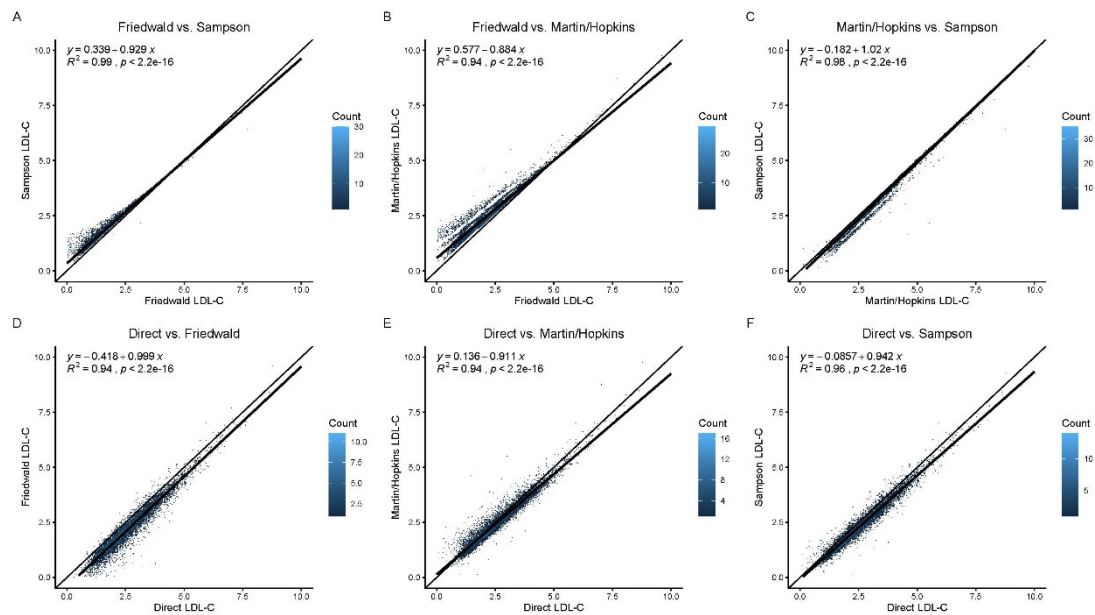 A
Friedwald vs. Sampson
y = 0.339 + 0.929 x
R² = 0.99 , p < 2.2e-16
10.0
7.5
5.0
2.5
0.0
Sampson LDL-C
0.0 2.5 5.0 7.5 10.0
Friedwald LDL-C
Count
30
20
10
B
Friedwald vs. Martin/Hopkins
y = 0.577 + 0.884 x
R² = 0.94 , p < 2.2e-16
10.0
7.5
5.0
2.5
0.0
Martin/Hopkins LDL-C
0.0 2.5 5.0 7.5 10.0
Friedwald LDL-C
Count
20
10
C
Martin/Hopkins vs. Sampson
y = −0.182 + 1.02 x
R² = 0.98 , p < 2.2e-16
10.0
7.5
5.0
2.5
0.0
Sampson LDL-C
0.0 2.5 5.0 7.5 10.0
Martin/Hopkins LDL-C
Count
30
20
10
D
Direct vs. Friedwald
y = −0.418 + 0.999 x
R² = 0.94 , p < 2.2e-16
10.0
7.5
5.0
2.5
0.0
Friedwald LDL-C
0.0 2.5 5.0 7.5 10.0
Direct LDL-C
Count
10.0
7.5
5.0
2.5
E
Direct vs. Martin/Hopkins
y = 0.136 + 0.911 x
R² = 0.94 , p < 2.2e-16
10.0
7.5
5.0
2.5
0.0
Martin/Hopkins LDL-C
0.0 2.5 5.0 7.5 10.0
Direct LDL-C
Count
16
12
8
4
F
Direct vs. Sampson
y = −0.0857 + 0.942 x
R² = 0.96 , p < 2.2e-16
10.0
7.5
5.0
2.5
0.0
Sampson LDL-C
0.0 2.5 5.0 7.5 10.0
Direct LDL-C
Count
10
5